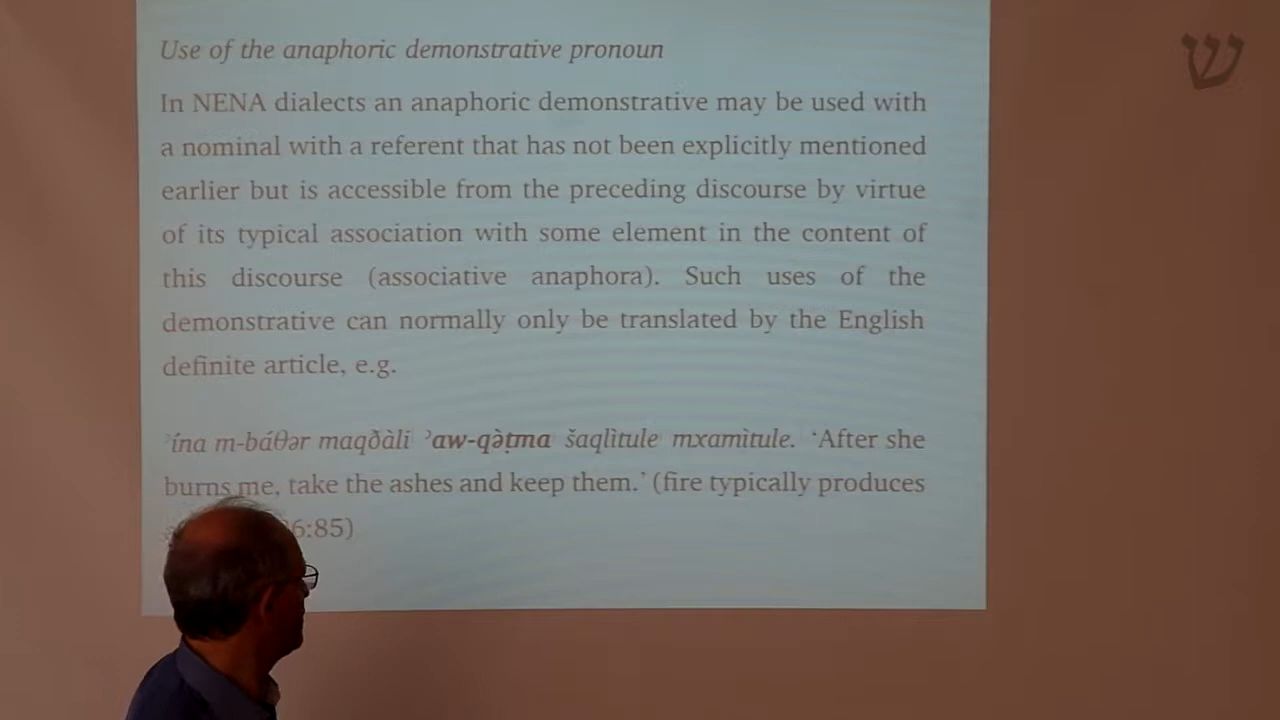 Use of the anaphoric demonstrative pronoun
In NENA dialects an anaphoric demonstrative may be used with
a nominal with a referent that has not been explicitly mentioned
earlier but is accessible from the preceding discourse by virtue
of its typical association with some element in the content of
this discourse (associative anaphora). Such uses of the
demonstrative can normally only be translated by the English
definite article, e.g.
ʾína m-báθər maqðàli ʾaw-qə̀ṭma šaqlìtule mxamìtule. ‘After she
burns me, take the ashes and keep them.’ (fire typically produces
6:85)
ש